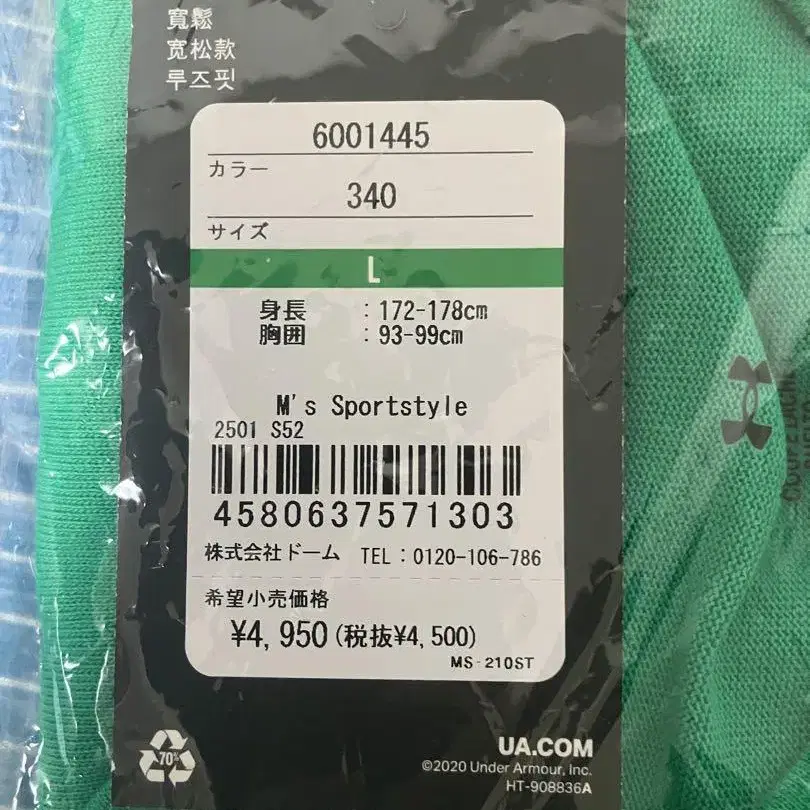 寬鬆
宽松款
루즈핏
6001445
カラー
340
サイズ
L
身長 : 172-178cm
胸囲 : 93-99cm
M's Sportstyle
2501 S52
4580637571303
株式会社ドーム TEL:0120-106-786
希望小売価格
¥4,950(税抜¥4,500)
MS-210ST
70%
UA.COM
©2020 Under Armour, Inc.
HT-908836A